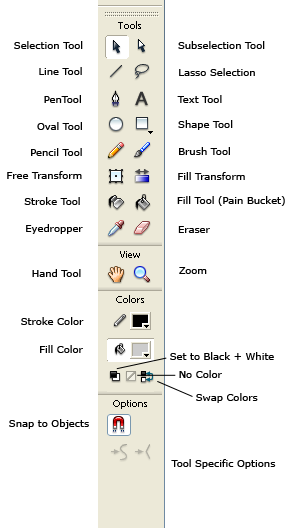 Tools
Selection Tool
Subselection Tool
Line Tool
Lasso Selection
PenTool
Text Tool
Oval Tool
Shape Tool
Pencil Tool
Brush Tool
Free Transform
Fill Transform
Stroke Tool
Fill Tool (Pain Bucket)
Eyedropper
Eraser
View
Hand Tool
Zoom
Colors
Stroke Color
Fill Color
Set to Black + White
No Color
Swap Colors
Options
Snap to Objects
Tool Specific Options